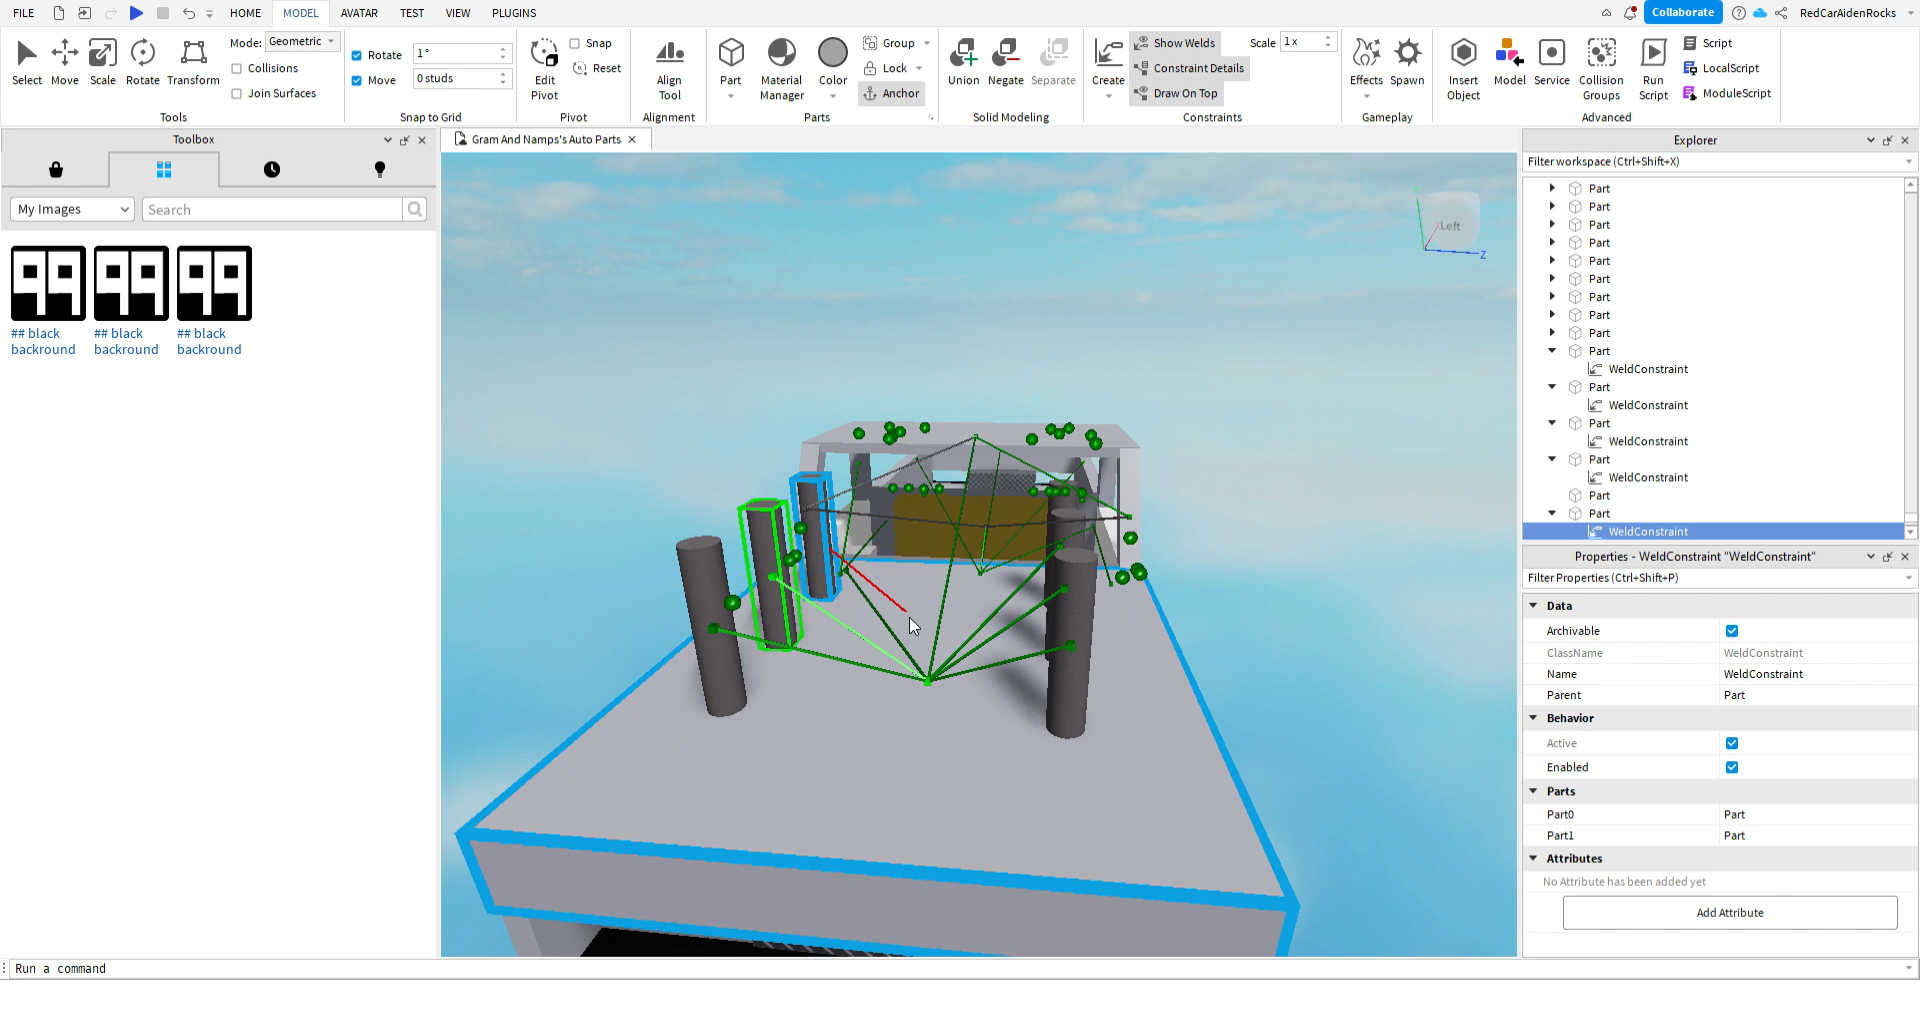 FILE HOME MODEL AVATAR TEST VIEW PLUGINS Collaborate RedCarAidenRocks
Select Move Scale Rotate Transform
Mode: Geometric
Collisions
Join Surfaces
Tools
Rotate 1°
Move 0 studs
Snap to Grid
Edit Pivot
Snap
Reset
Pivot
Align Tool
Alignment
Part
Material Manager
Color
Group
Lock
Anchor
Parts
Union Negate Separate
Solid Modeling
Create
Show Welds
Constraint Details
Draw On Top
Scale 1 x
Constraints
Effects Spawn
Gameplay
Insert Object
Model
Service
Collision Groups
Run Script
Script
LocalScript
ModuleScript
Advanced
Toolbox
My Images
Search
## black backround
## black backround
## black backround
Gram And Namps's Auto Parts
Left
Z
Explorer
Filter workspace (Ctrl+Shift+X)
Part
Part
Part
Part
Part
Part
Part
Part
Part
Part
WeldConstraint
Part
WeldConstraint
Part
WeldConstraint
Part
WeldConstraint
Part
Part
WeldConstraint
Properties - WeldConstraint "WeldConstraint"
Filter Properties (Ctrl+Shift+P)
Data
Archivable
ClassName WeldConstraint
Name WeldConstraint
Parent Part
Behavior
Active
Enabled
Parts
Part0 Part
Part1 Part
Attributes
No Attribute has been added yet
Add Attribute
Run a command